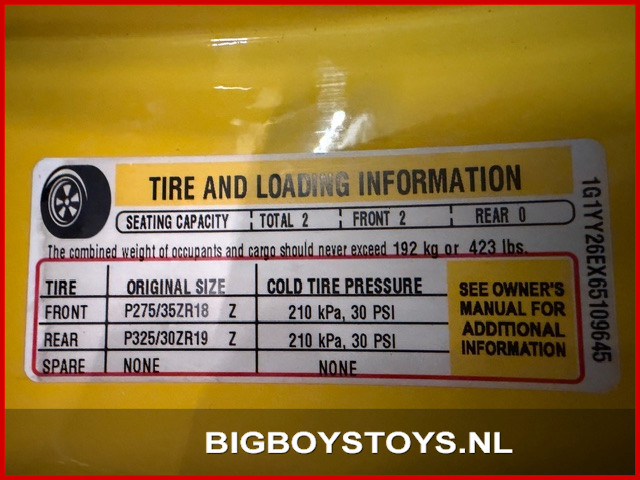 TIRE AND LOADING INFORMATION
SEATING CAPACITY TOTAL 2 FRONT 2 REAR 0
The combined weight of occupants and cargo should never exceed 192 kg or 423 lbs.
TIRE ORIGINAL SIZE COLD TIRE PRESSURE
FRONT P275/35ZR18 Z 210 kPa, 30 PSI
REAR P325/30ZR19 Z 210 kPa, 30 PSI
SPARE NONE NONE
SEE OWNER'S
MANUAL FOR
ADDITIONAL
INFORMATION
1G1YY26EX65109645
BIGBOYSTOYS.NL